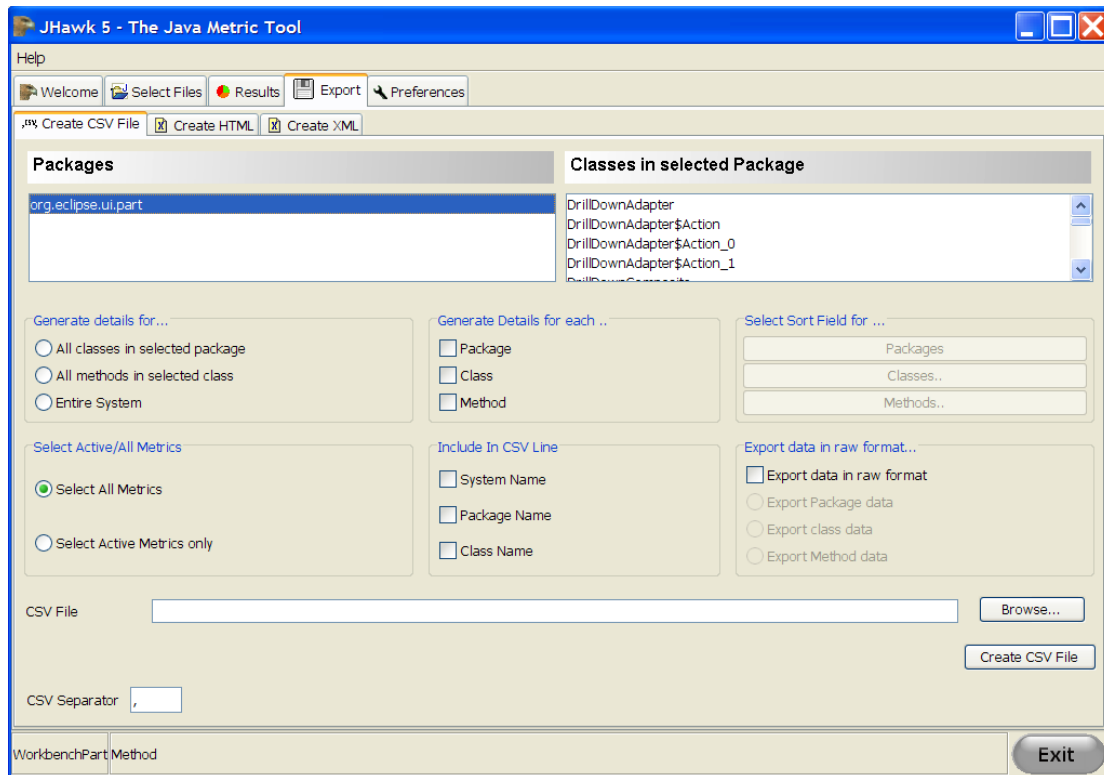 JHawk 5 - The Java Metric Tool
Help
Welcome Select Files Results Export Preferences
.csv, Create CSV File Create HTML Create XML
Packages
Classes in selected Package
org.eclipse.ui.part
DrillDownAdapter
DrillDownAdapter$Action
DrillDownAdapter$Action_0
DrillDownAdapter$Action_1
DrillDownComposite
Generate details for...
All classes in selected package
All methods in selected class
Entire System
Generate Details for each ..
Package
Class
Method
Select Sort Field for ...
Packages
Classes..
Methods..
Select Active/All Metrics
Select All Metrics
Select Active Metrics only
Include In CSV Line
System Name
Package Name
Class Name
Export data in raw format...
Export data in raw format
Export Package data
Export class data
Export Method data
CSV File
Browse...
Create CSV File
CSV Separator ,
WorkbenchPart Method
Exit